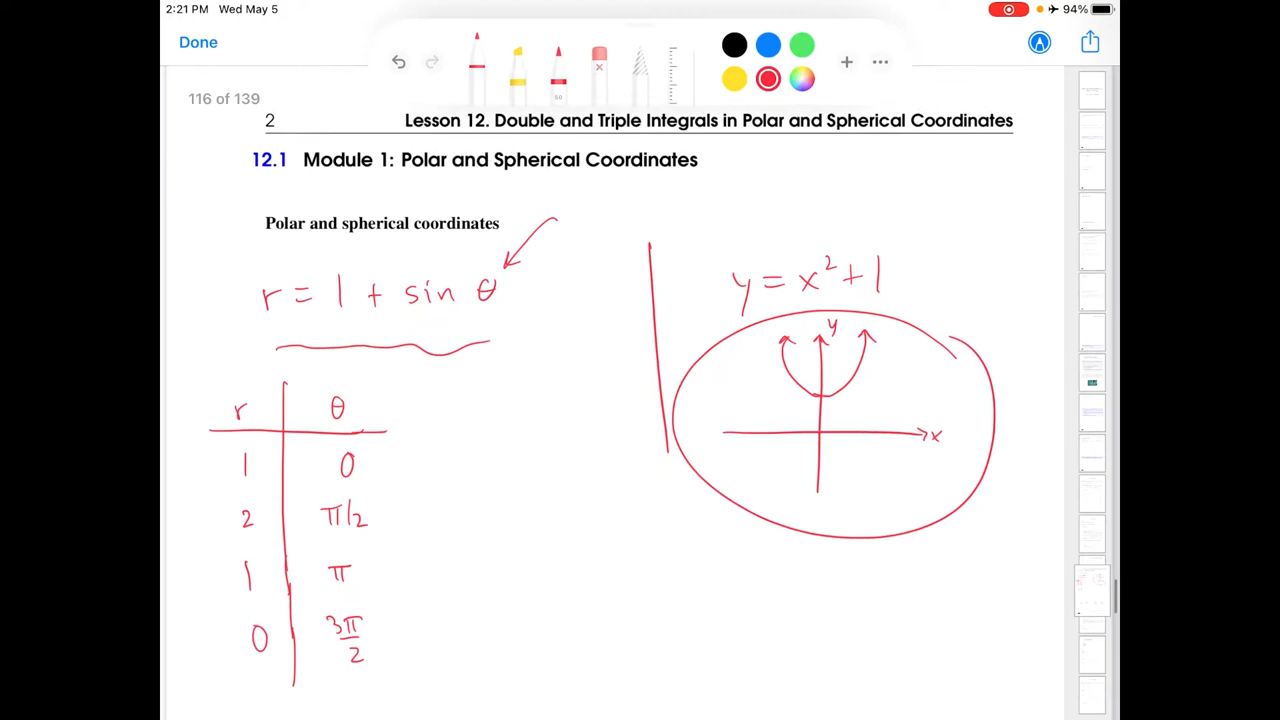 2:21 PM Wed May 5
94%
Done
50
116 of 139
2 Lesson 12. Double and Triple Integrals in Polar and Spherical Coordinates
12.1 Module 1: Polar and Spherical Coordinates
Polar and spherical coordinates
r = 1 + sin θ
y = x² + 1
y
x
r θ
1 0
2 π/2
1 π
0 3π/2